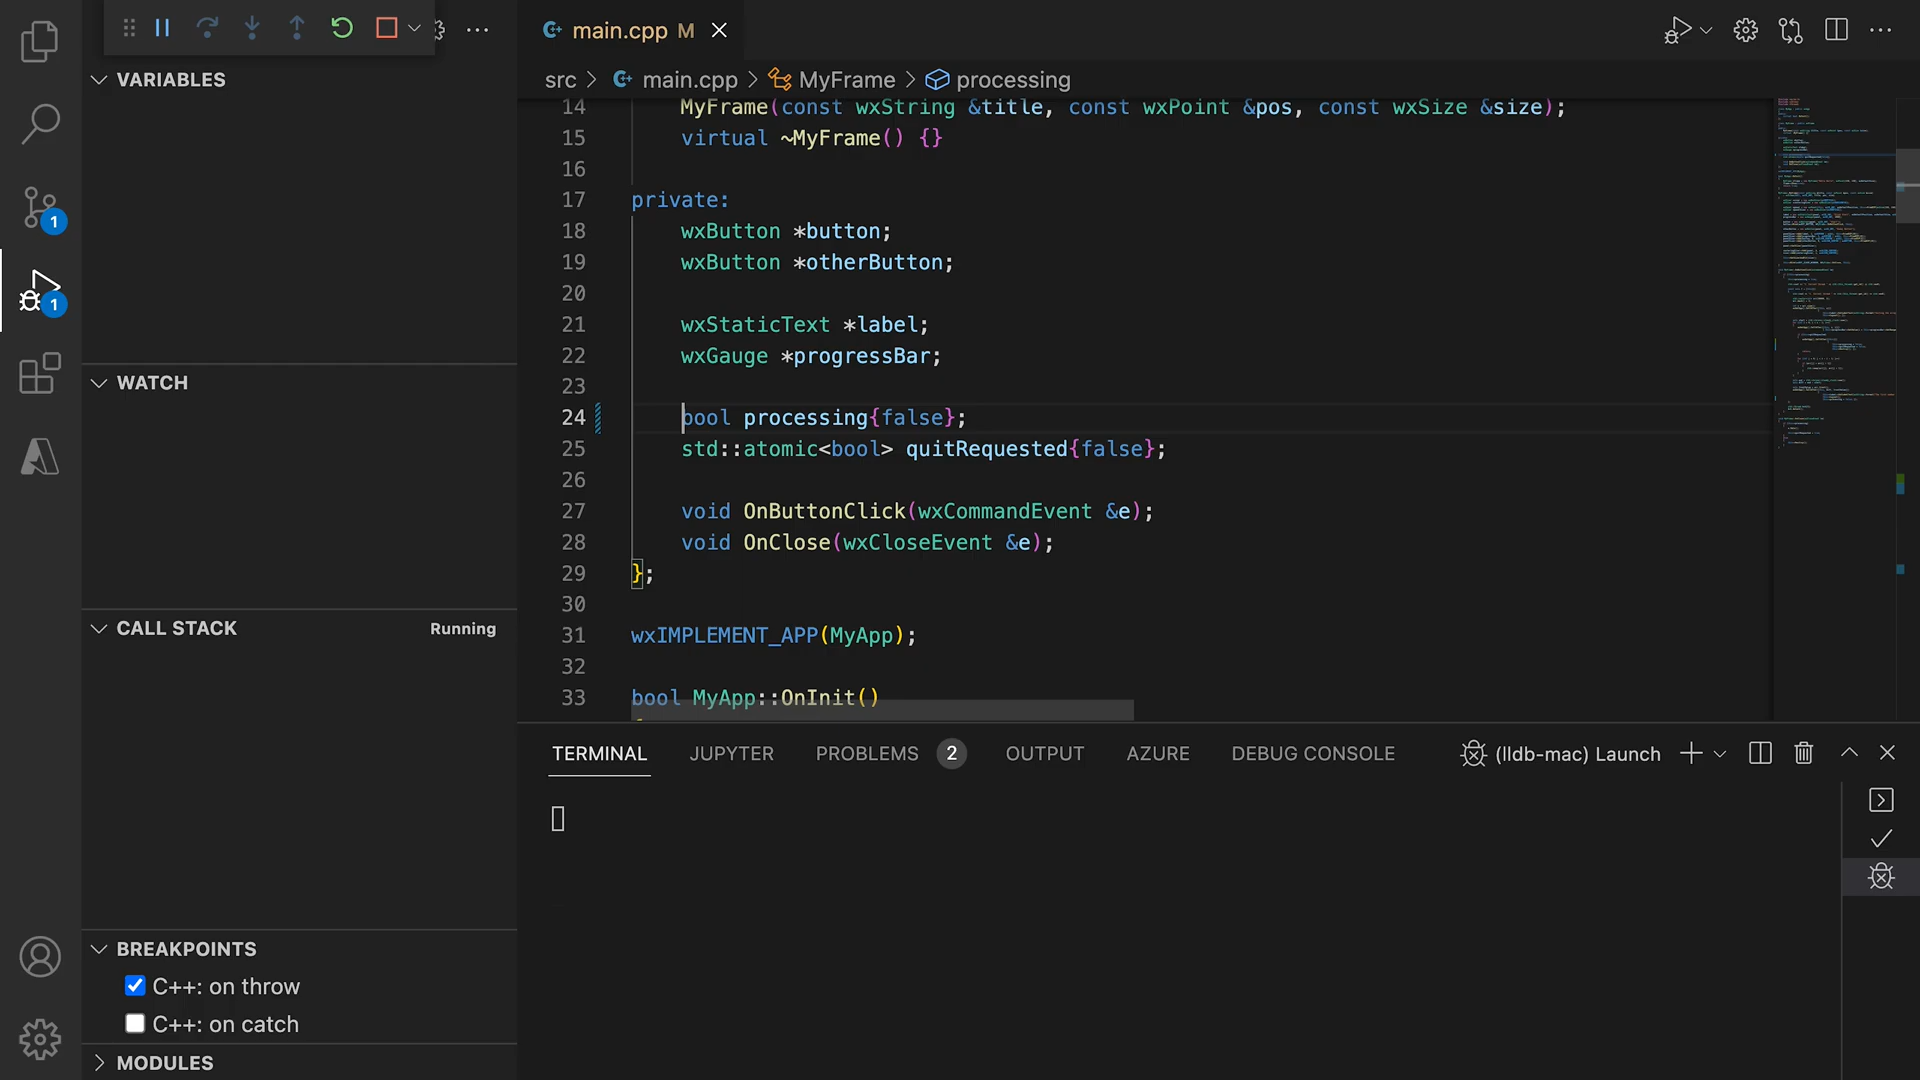 main.cpp M
src > main.cpp > MyFrame > processing
VARIABLES
WATCH
CALL STACK Running
BREAKPOINTS
C++: on throw
C++: on catch
MODULES
1
1
14 MyFrame(const wxString &title, const wxPoint &pos, const wxSize &size);
15 virtual ~MyFrame() {}
16
17 private:
18 wxButton *button;
19 wxButton *otherButton;
20
21 wxStaticText *label;
22 wxGauge *progressBar;
23
24 bool processing{false};
25 std::atomic<bool> quitRequested{false};
26
27 void OnButtonClick(wxCommandEvent &e);
28 void OnClose(wxCloseEvent &e);
29 };
30
31 wxIMPLEMENT_APP(MyApp);
32
33 bool MyApp::OnInit()
TERMINAL JUPYTER PROBLEMS 2 OUTPUT AZURE DEBUG CONSOLE (lldb-mac) Launch